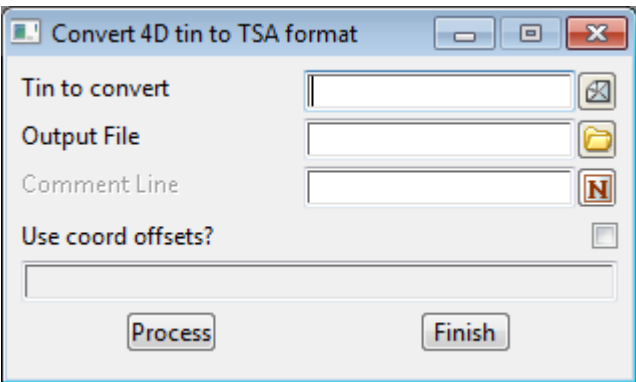 Convert 4D tin to TSA format
Tin to convert
Output File
Comment Line
N
Use coord offsets?
Process Finish